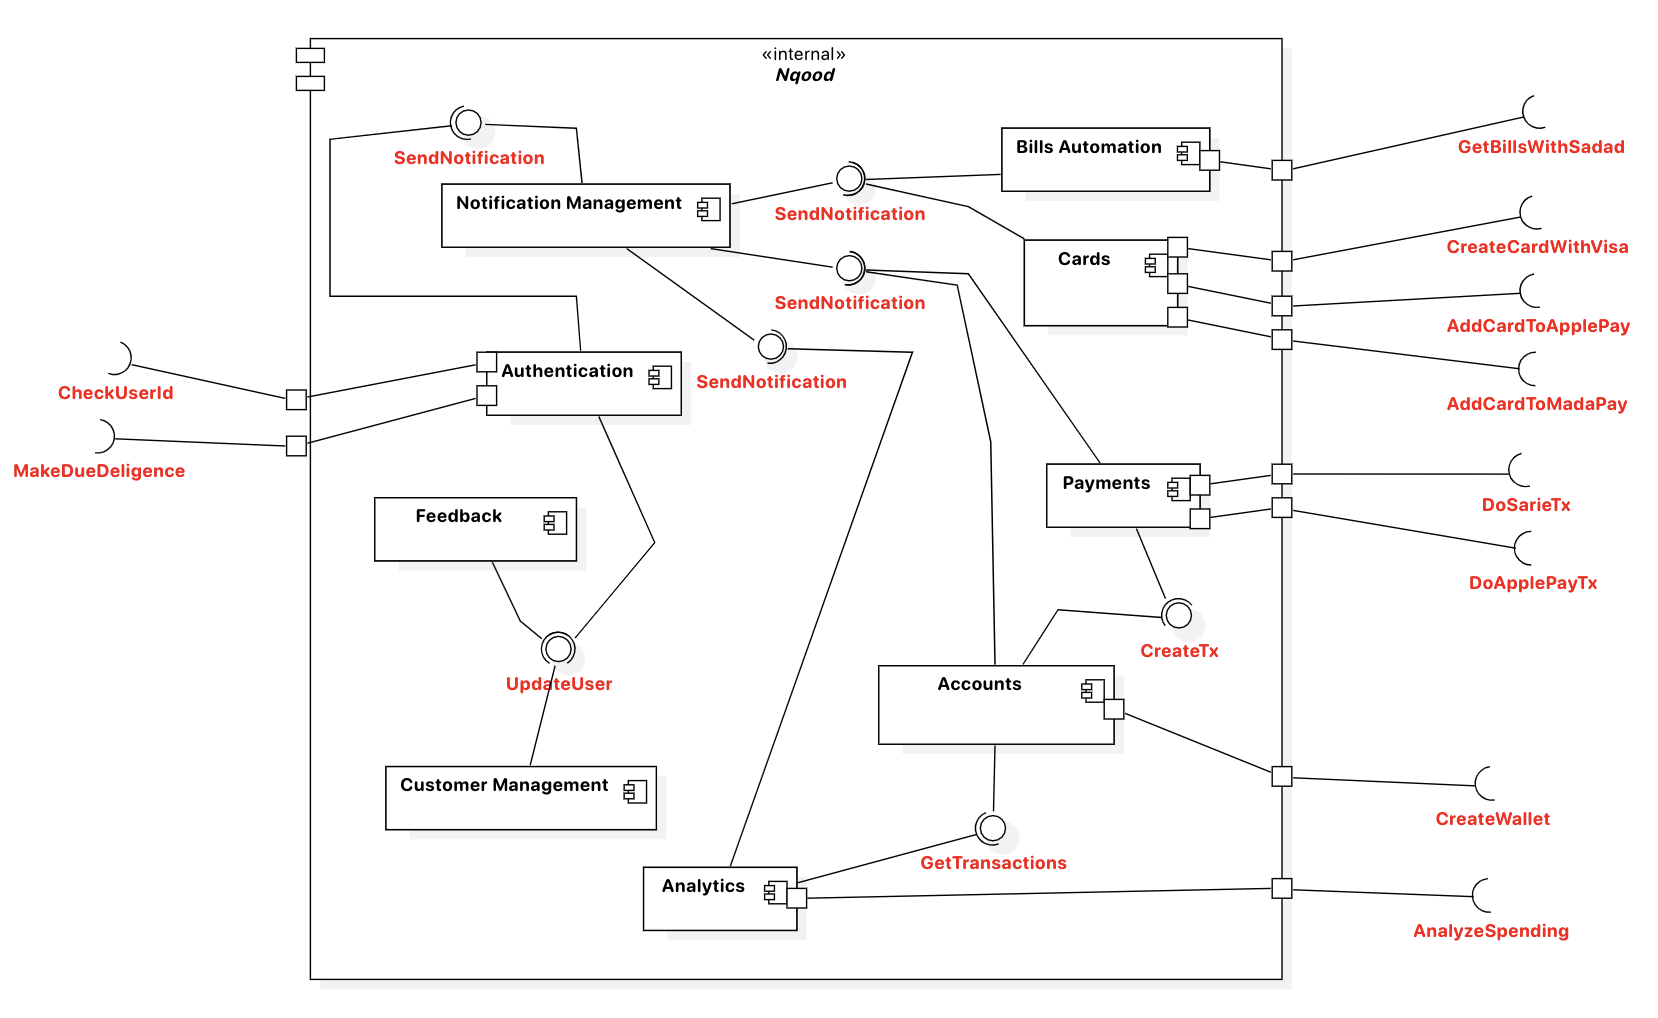 «internal»
Nqood
SendNotification
GetBillsWithSadad
Bills Automation
Notification Management
SendNotification
CreateCardWithVisa
Cards
SendNotification
AddCardToApplePay
Authentication
SendNotification
CheckUserId
AddCardToMadaPay
MakeDueDeligence
Payments
DoSarieTx
Feedback
DoApplePayTx
CreateTx
UpdateUser
Accounts
Customer Management
CreateWallet
GetTransactions
Analytics
AnalyzeSpending